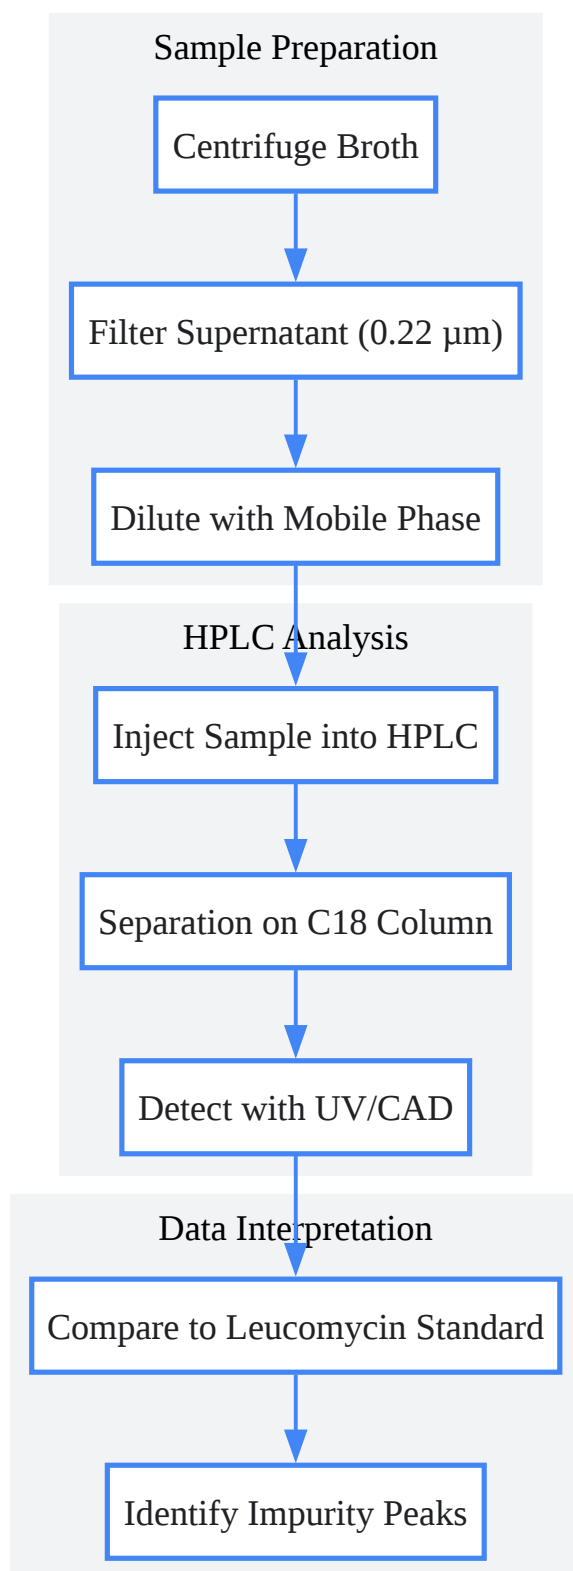 Sample Preparation
Centrifuge Broth
Filter Supernatant (0.22 µm)
Dilute with Mobile Phase
HPLC Analysis
Inject Sample into HPLC
Separation on C18 Column
Detect with UV/CAD
Data Interpretation
Compare to Leucomycin Standard
Identify Impurity Peaks